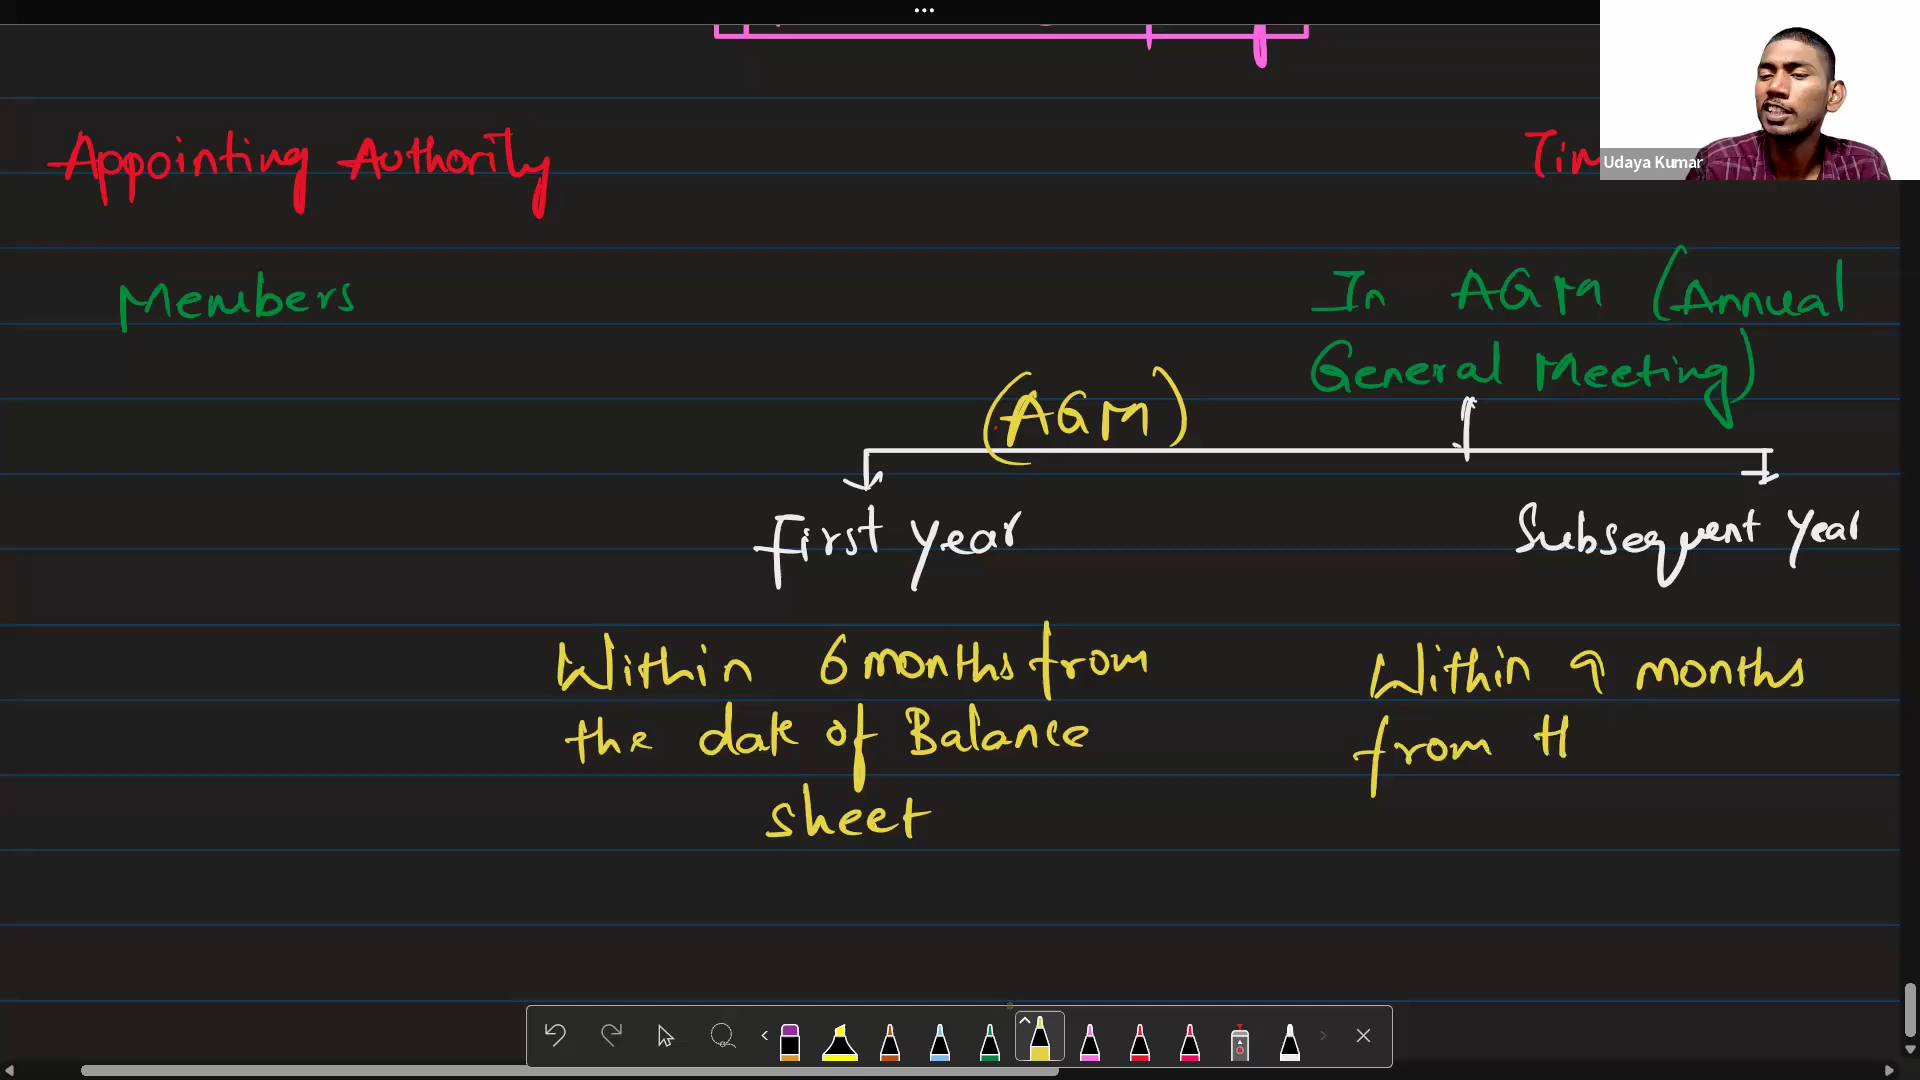 Appointing Authority
Tim
Udaya Kumar
Members
In AGM (Annual
General Meeting)
(AGM)
First year
Subsequent year
Within 6 months from
the date of Balance
sheet
Within 9 months
from th